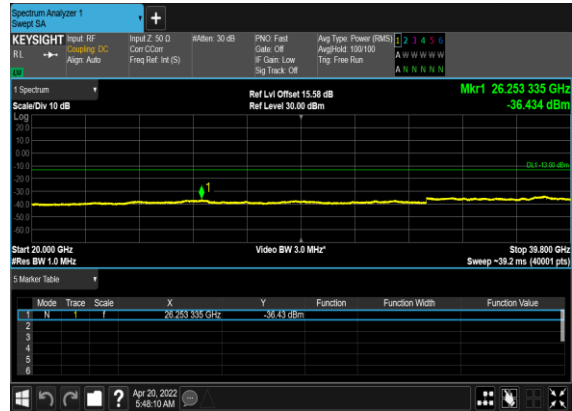 Spectrum Analyzer 1
Swept SA
+
KEYSIGHT Input: RF Input Z: 50 Ω #Atten: 30 dB PNO: Fast Avg Type: Power (RMS) 1 2 3 4 5 6
RL Coupling: DC Corr CCorr Gate: Off Avg|Hold: 100/100 A W W W W W
Align: Auto Freq Ref: Int (S) IF Gain: Low Trig: Free Run
Sig Track: Off A N N N N N
1 Spectrum Ref Lvl Offset 15.58 dB Mkr1 26.253 335 GHz
Scale/Div 10 dB Ref Level 30.00 dBm -36.434 dBm
Log
20.0
10.0
0.00
-10.0 DL1 -13.00 dBm
-20.0
-30.0 1
-40.0
-50.0
-60.0
Start 20.000 GHz Video BW 3.0 MHz* Stop 39.800 GHz
#Res BW 1.0 MHz Sweep ~39.2 ms (40001 pts)
5 Marker Table
Mode Trace Scale X Y Function Function Width Function Value
1 N 1 f 26.253 335 GHz -36.43 dBm
2
3
4
5
6
? Apr 20, 2022
5:48:10 AM